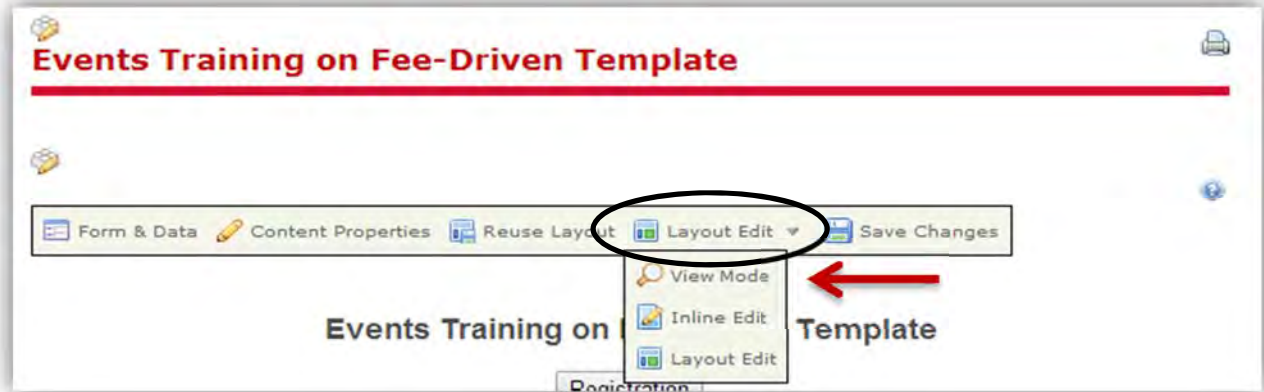 Events Training on Fee-Driven Template
Form & Data Content Properties Reuse Layout Layout Edit Save Changes
View Mode
Inline Edit
Layout Edit
Events Training on Template
Registration